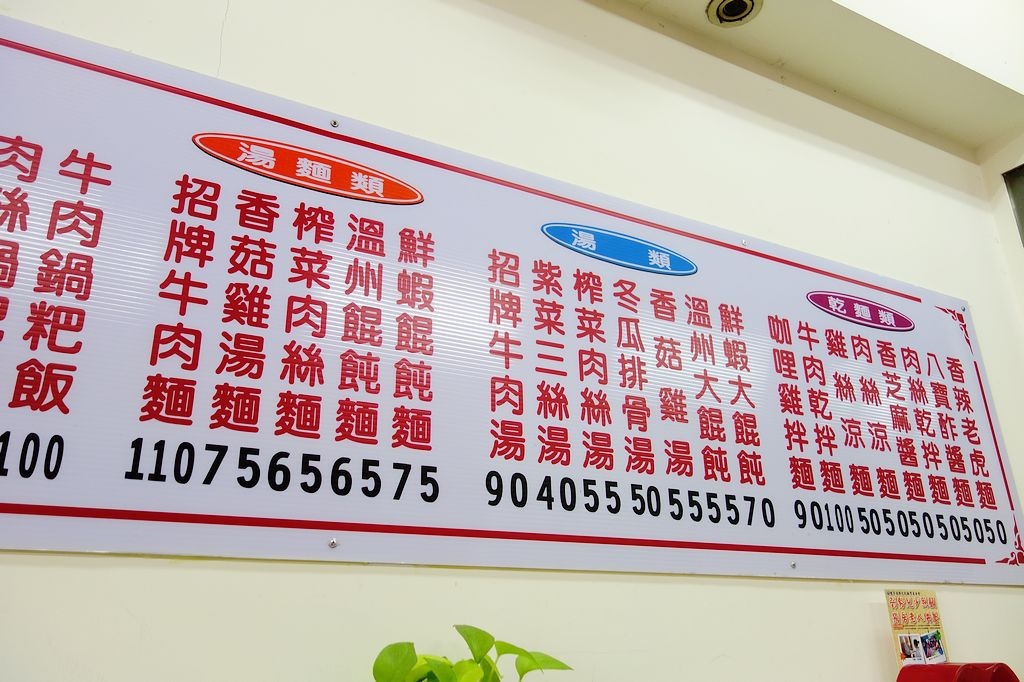 肉絲鍋
牛肉鍋粑飯
100
湯麵類
招牌牛肉麵
110
香菇雞湯麵
75
榨菜肉絲麵
65
溫州餛飩麵
65
鮮蝦餛飩麵
75
湯類
招牌牛肉湯
90
紫菜三絲湯
40
榨菜肉絲湯
55
冬瓜排骨湯
50
香菇雞湯
55
溫州大餛飩
55
鮮蝦大餛飩
70
乾麵類
咖哩雞拌麵
90
牛肉乾拌麵
100
雞絲涼麵
50
肉絲涼麵
50
香芝麻醬麵
50
肉絲乾拌麵
50
八寶酢醬麵
50
香辣老虎麵
50